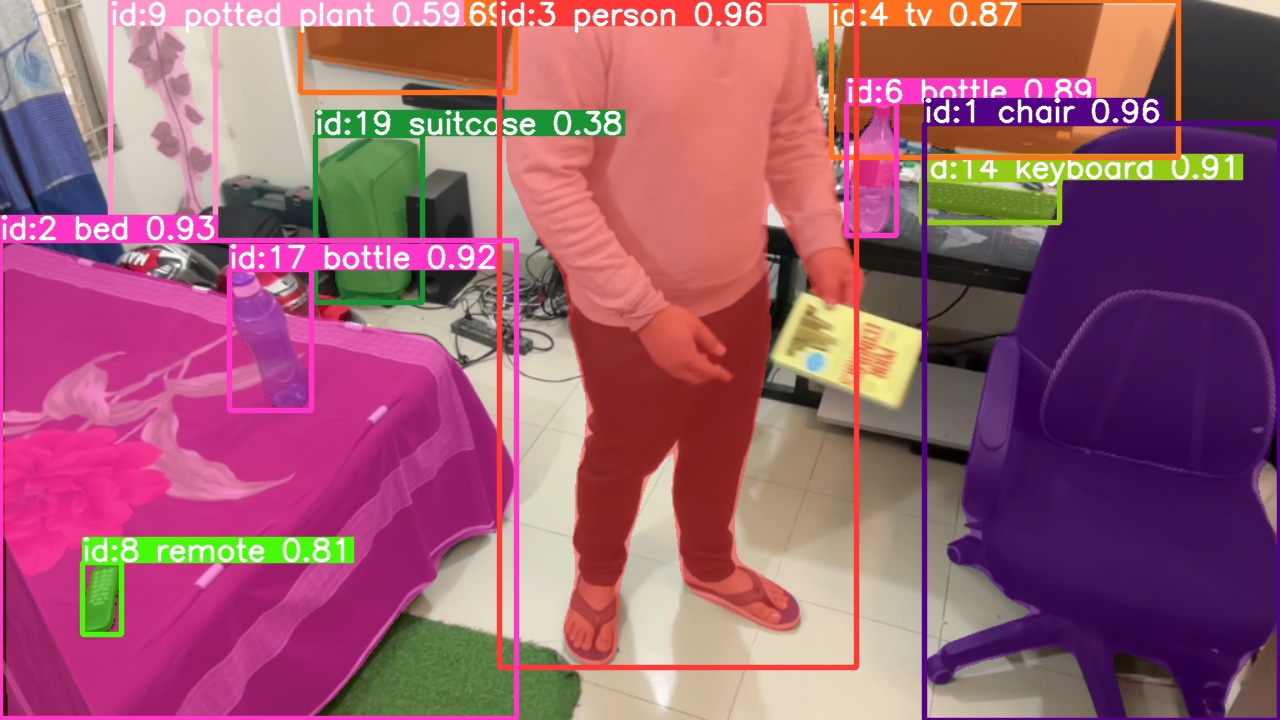 id:9 potted plant 0.59
69
id:3 person 0.96
id:4 tv 0.87
id:6 bottle 0.89
id:1 chair 0.96
id:19 suitcase 0.38
d:14 keyboard 0.91
id:2 bed 0.93
id:17 bottle 0.92
id:8 remote 0.81